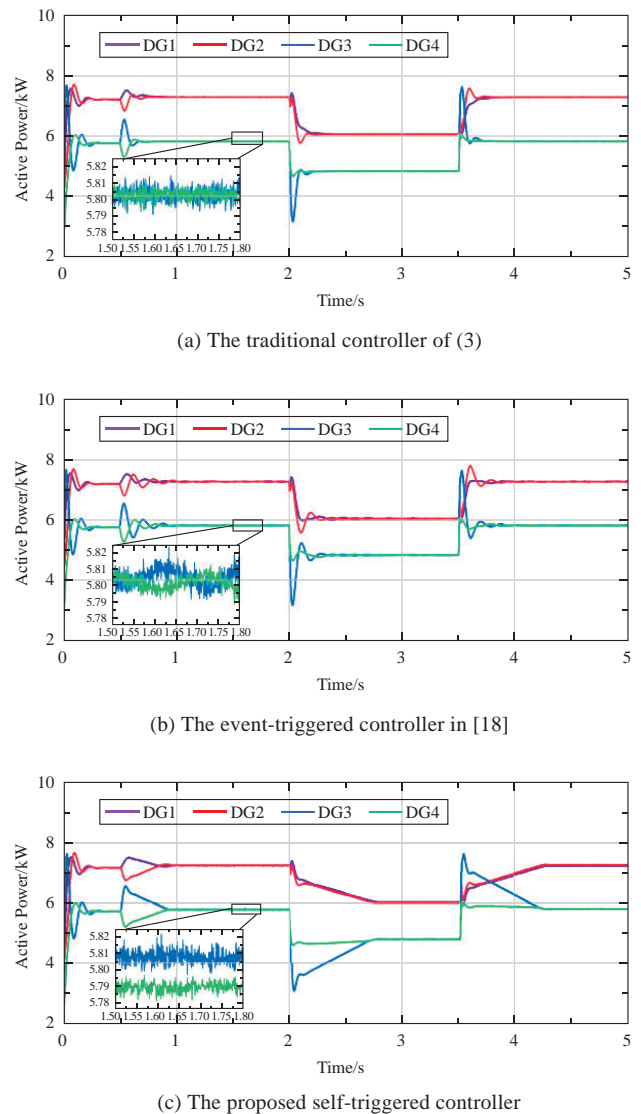 10
DG1 DG2 DG3 DG4
8
6
4
2
Active Power/kW
5.82
5.81
5.80
5.79
5.78
1.50 1.55 1.60 1.65 1.70 1.75 1.80
0 1 2 3 4 5
Time/s
(a) The traditional controller of (3)
10
DG1 DG2 DG3 DG4
8
6
4
2
Active Power/kW
5.82
5.81
5.80
5.79
5.78
1.50 1.55 1.60 1.65 1.70 1.75 1.80
0 1 2 3 4 5
Time/s
(b) The event-triggered controller in [18]
10
DG1 DG2 DG3 DG4
8
6
4
2
Active Power/kW
5.82
5.81
5.80
5.79
5.78
1.50 1.55 1.60 1.65 1.70 1.75 1.80
0 1 2 3 4 5
Time/s
(c) The proposed self-triggered controller